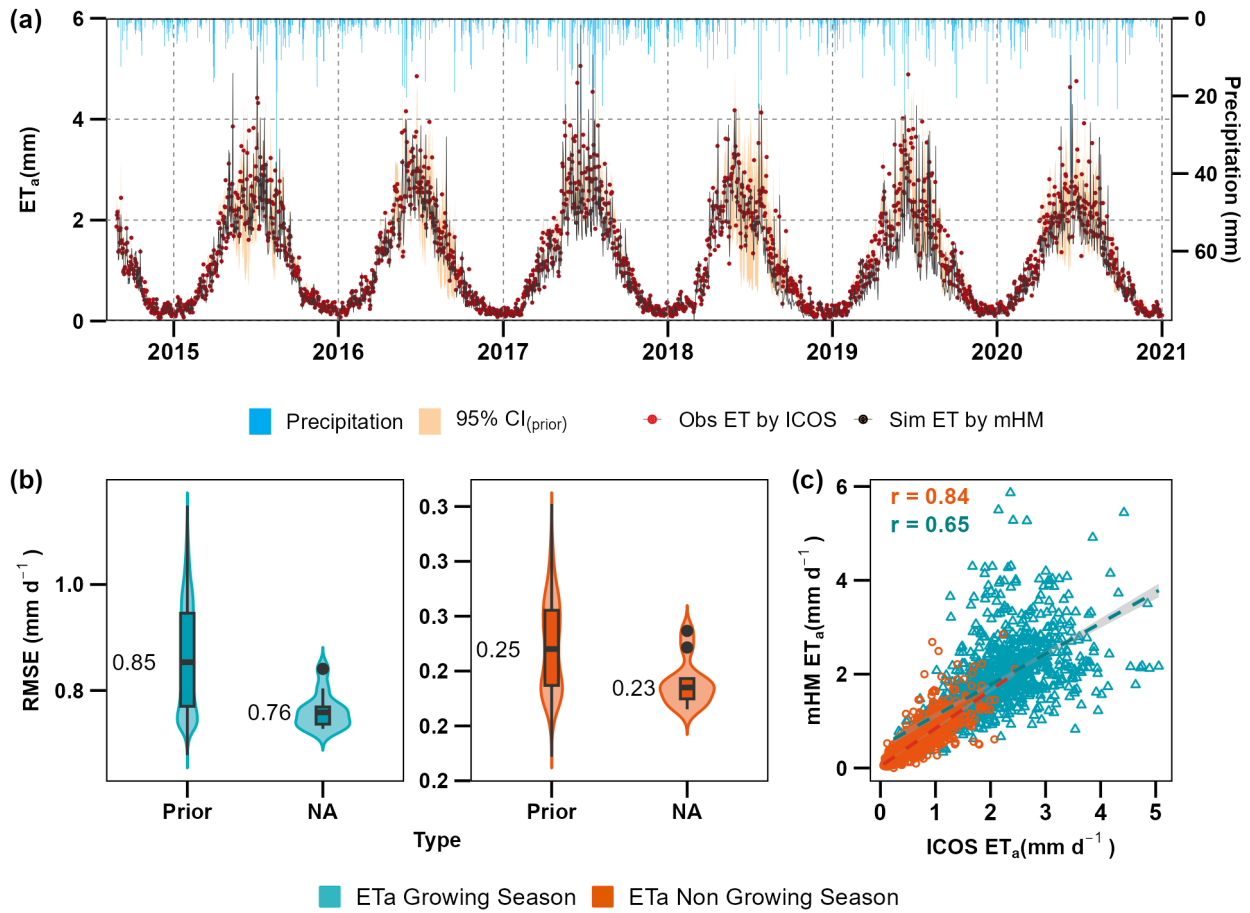 (a)
6
4
2
0
ETa(mm)
0
20
40
60
Precipitation (mm)
2015 2016 2017 2018 2019 2020 2021
Precipitation 95% CI(prior) Obs ET by ICOS Sim ET by mHM
(b)
RMSE (mm d⁻¹ )
1.0
0.8
0.85
0.76
Prior NA
0.3
0.3
0.3
0.2
0.2
0.2
0.25
0.23
Prior NA
Type
(c)
r = 0.84
r = 0.65
mHM ETa(mm d⁻¹ )
6
4
2
0
0 1 2 3 4 5
ICOS ETa(mm d⁻¹ )
ETa Growing Season ETa Non Growing Season